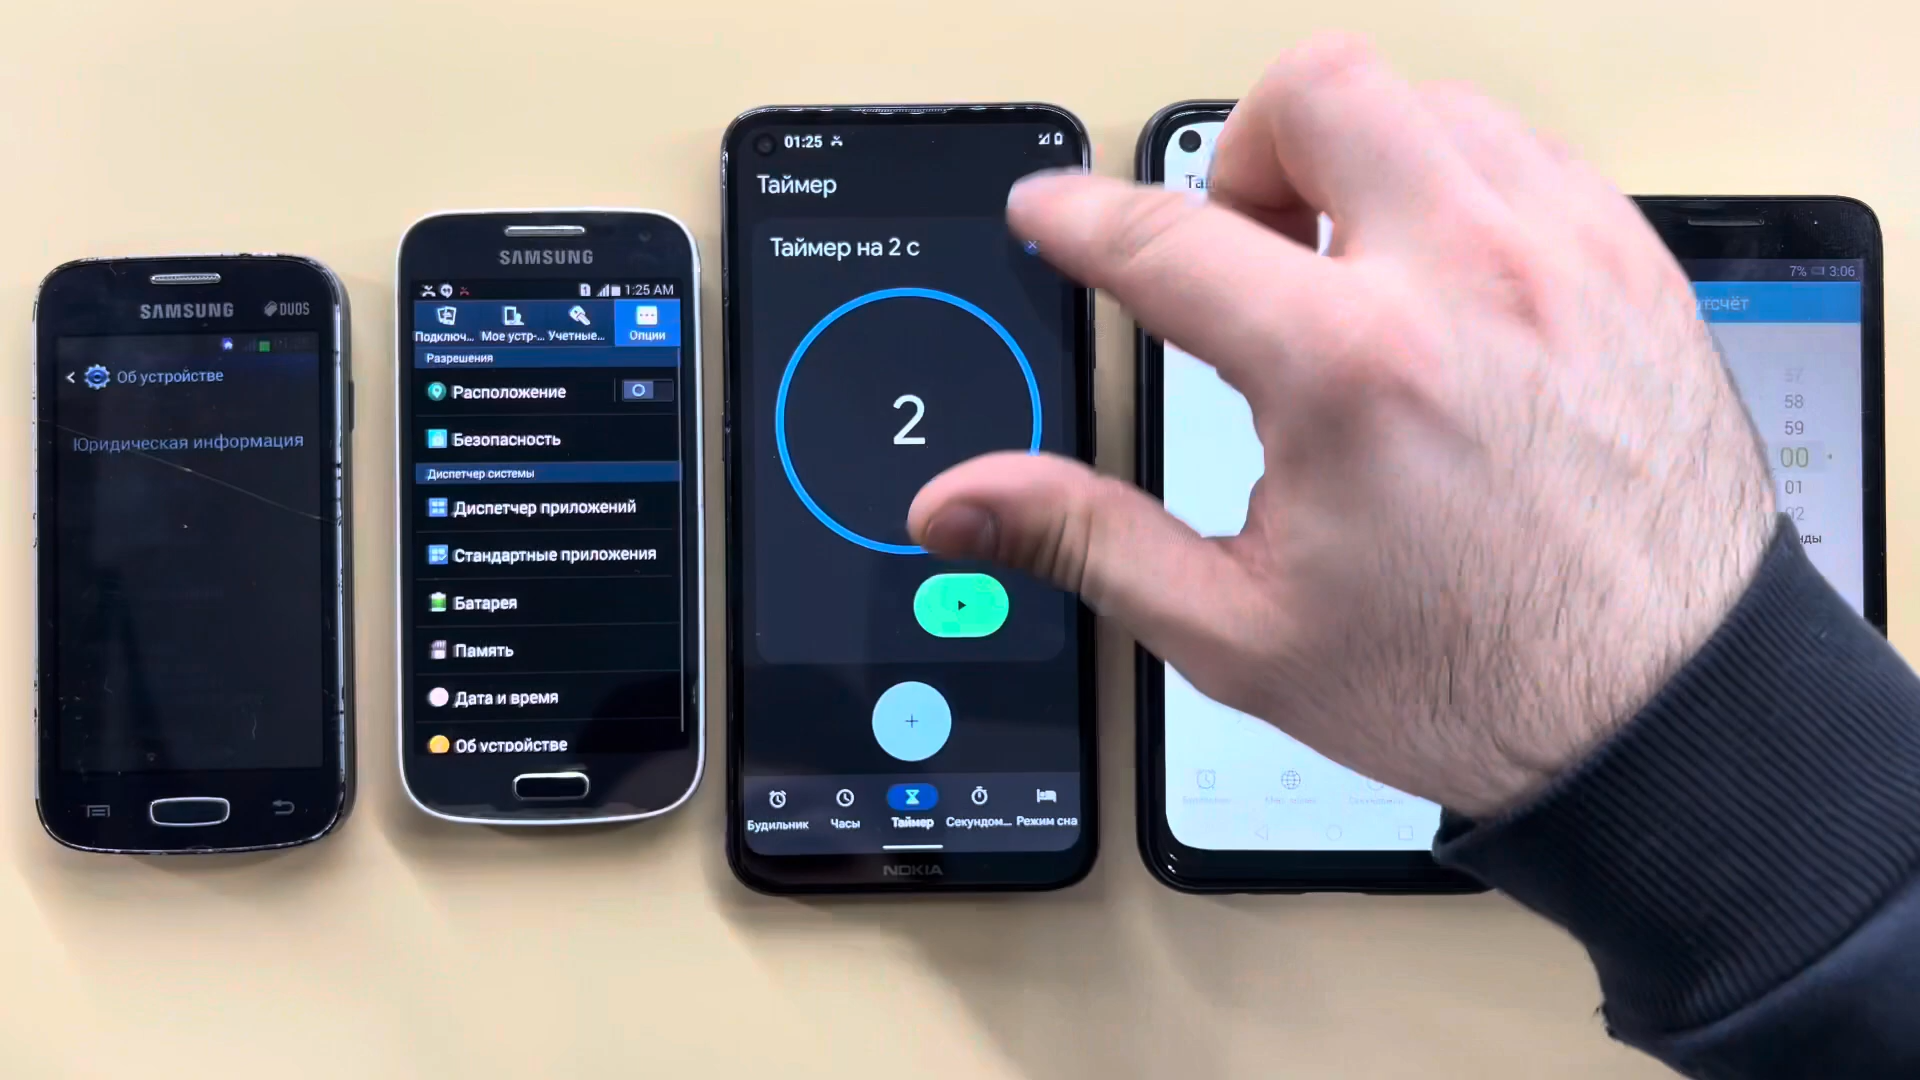 SAMSUNG
DUOS
Об устройстве
Юридическая информация
SAMSUNG
1:25 AM
Подключ...
Мое устр-...
Учетные...
Опции
Разрешения
Расположение
Безопасность
Диспетчер системы
Диспетчер приложений
Стандартные приложения
Батарея
Память
Дата и время
Об устройстве
01:25
Таймер
Таймер на 2 с
2
+
Будильник
Часы
Таймер
Секундом...
Режим сна
NOKIA
7%
3:06
57
58
59
00
01
02